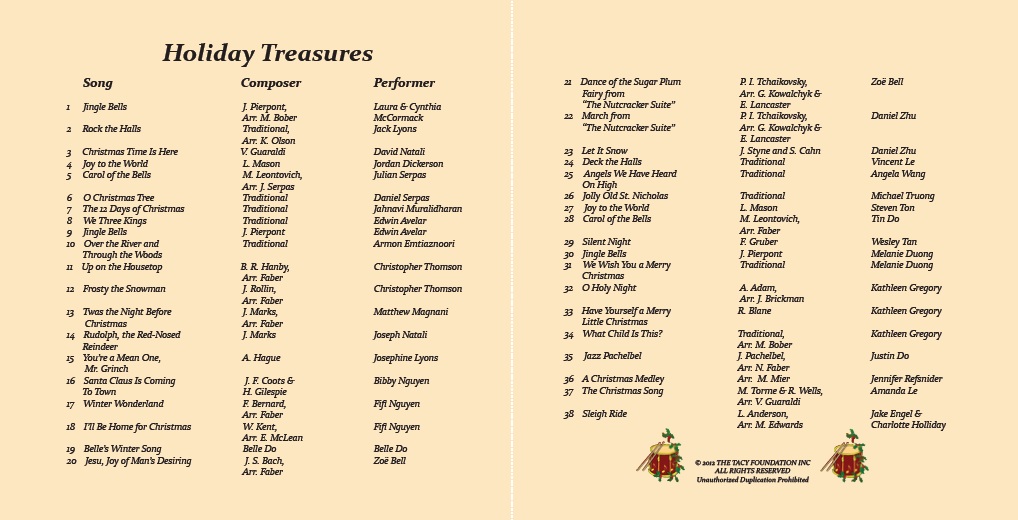 Holiday Treasures
Song Composer Performer
1 Jingle Bells J. Pierpont, Laura & Cynthia
Arr. M. Bober McCormack
2 Rock the Halls Traditional, Jack Lyons
Arr. K. Olson
3 Christmas Time Is Here V. Guaraldi David Natali
4 Joy to the World L. Mason Jordan Dickerson
5 Carol of the Bells M. Leontovich, Julian Serpas
Arr. J. Serpas
6 O Christmas Tree Traditional Daniel Serpas
7 The 12 Days of Christmas Traditional Jahnavi Muralidharan
8 We Three Kings Traditional Edwin Avelar
9 Jingle Bells J. Pierpont Edwin Avelar
10 Over the River and Traditional Armon Emtiaznoori
Through the Woods
11 Up on the Housetop B. R. Hanby, Christopher Thomson
Arr. Faber
12 Frosty the Snowman J. Rollin, Christopher Thomson
Arr. Faber
13 Twas the Night Before J. Marks, Matthew Magnani
Christmas Arr. Faber
14 Rudolph, the Red-Nosed J. Marks Joseph Natali
Reindeer
15 You're a Mean One, A. Hague Josephine Lyons
Mr. Grinch
16 Santa Claus Is Coming J. F. Coots & Bibby Nguyen
To Town H. Gilespie
17 Winter Wonderland F. Bernard, Fifi Nguyen
Arr. Faber
18 I'll Be Home for Christmas W. Kent, Fifi Nguyen
Arr. E. McLean
19 Belle's Winter Song Belle Do Belle Do
20 Jesu, Joy of Man's Desiring J. S. Bach, Zoë Bell
Arr. Faber
21 Dance of the Sugar Plum P. I. Tchaikovsky, Zoë Bell
Fairy from Arr. G. Kowalchyk &
"The Nutcracker Suite" E. Lancaster
22 March from P. I. Tchaikovsky, Daniel Zhu
"The Nutcracker Suite" Arr. G. Kowalchyk &
E. Lancaster
23 Let It Snow J. Styne and S. Cahn Daniel Zhu
24 Deck the Halls Traditional Vincent Le
25 Angels We Have Heard Traditional Angela Wang
On High
26 Jolly Old St. Nicholas Traditional Michael Truong
27 Joy to the World L. Mason Steven Ton
28 Carol of the Bells M. Leontovich, Tin Do
Arr. Faber
29 Silent Night F. Gruber Wesley Tan
30 Jingle Bells J. Pierpont Melanie Duong
31 We Wish You a Merry Traditional Melanie Duong
Christmas
32 O Holy Night A. Adam, Kathleen Gregory
Arr. J. Brickman
33 Have Yourself a Merry R. Blane Kathleen Gregory
Little Christmas
34 What Child Is This? Traditional, Kathleen Gregory
Arr. M. Bober
35 Jazz Pachelbel J. Pachelbel, Justin Do
Arr. N. Faber
36 A Christmas Medley Arr. M. Mier Jennifer Refsnider
37 The Christmas Song M. Torme & R. Wells, Amanda Le
Arr. V. Guaraldi
38 Sleigh Ride L. Anderson, Jake Engel &
Arr. M. Edwards Charlotte Holliday
© 2012 THE TACY FOUNDATION INC
ALL RIGHTS RESERVED
Unauthorized Duplication Prohibited